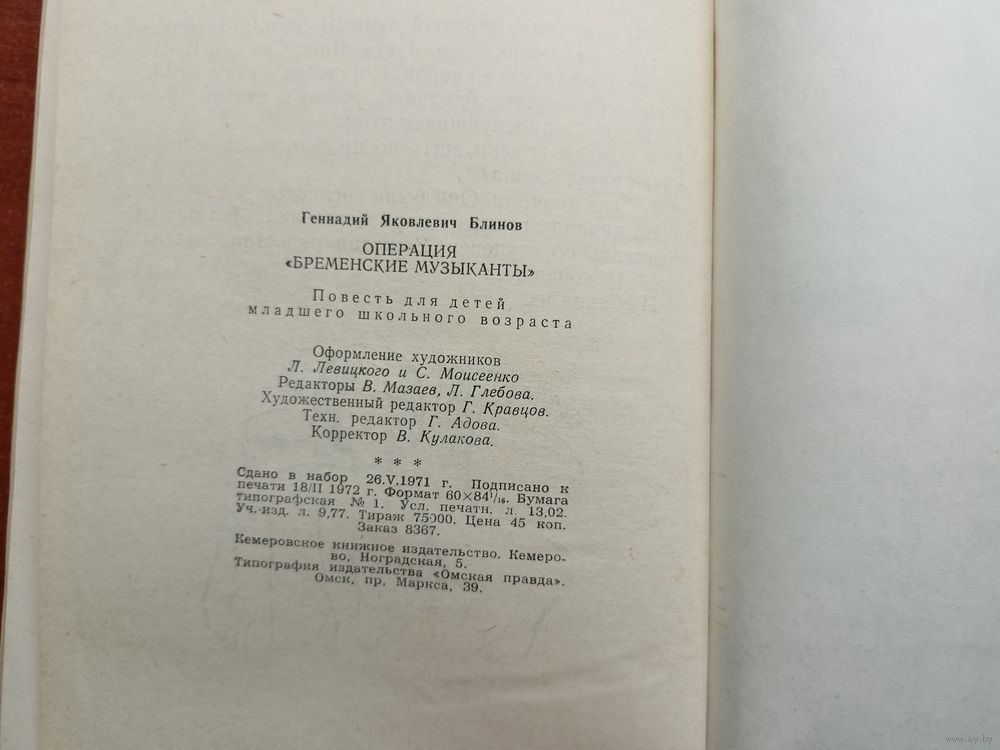 Геннадий Яковлевич Блинов
ОПЕРАЦИЯ
«БРЕМЕНСКИЕ МУЗЫКАНТЫ»
Повесть для детей
младшего школьного возраста
Оформление художников
Л. Левицкого и С. Моисеенко
Редакторы В. Мазаев, Л. Глебова.
Художественный редактор Г. Кравцов.
Техн. редактор Г. Адова.
Корректор В. Кулакова.
* * *
Сдано в набор 26.V.1971 г. Подписано к
печати 18/II 1972 г. Формат 60×84¹/₁₆. Бумага
типографская № 1. Усл. печатн. л. 13,02.
Уч.-изд. л. 9,77. Тираж 75000. Цена 45 коп.
Заказ 8367.
Кемеровское книжное издательство. Кемеро-
во, Ноградская, 5.
Типография издательства «Омская правда».
Омск, пр. Маркса, 39.
www.ay.by